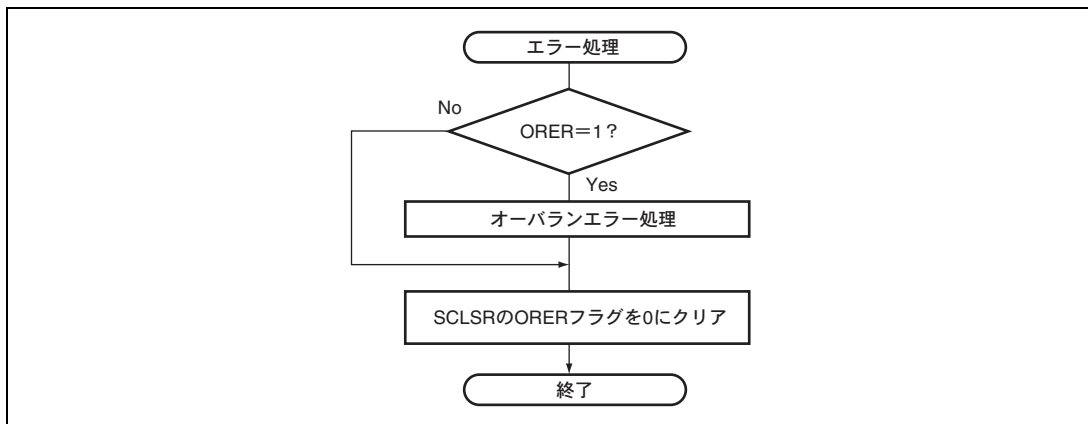 エラー処理
No
ORER=1?
Yes
オーバランエラー処理
SCLSRのORERフラグを0にクリア
終了